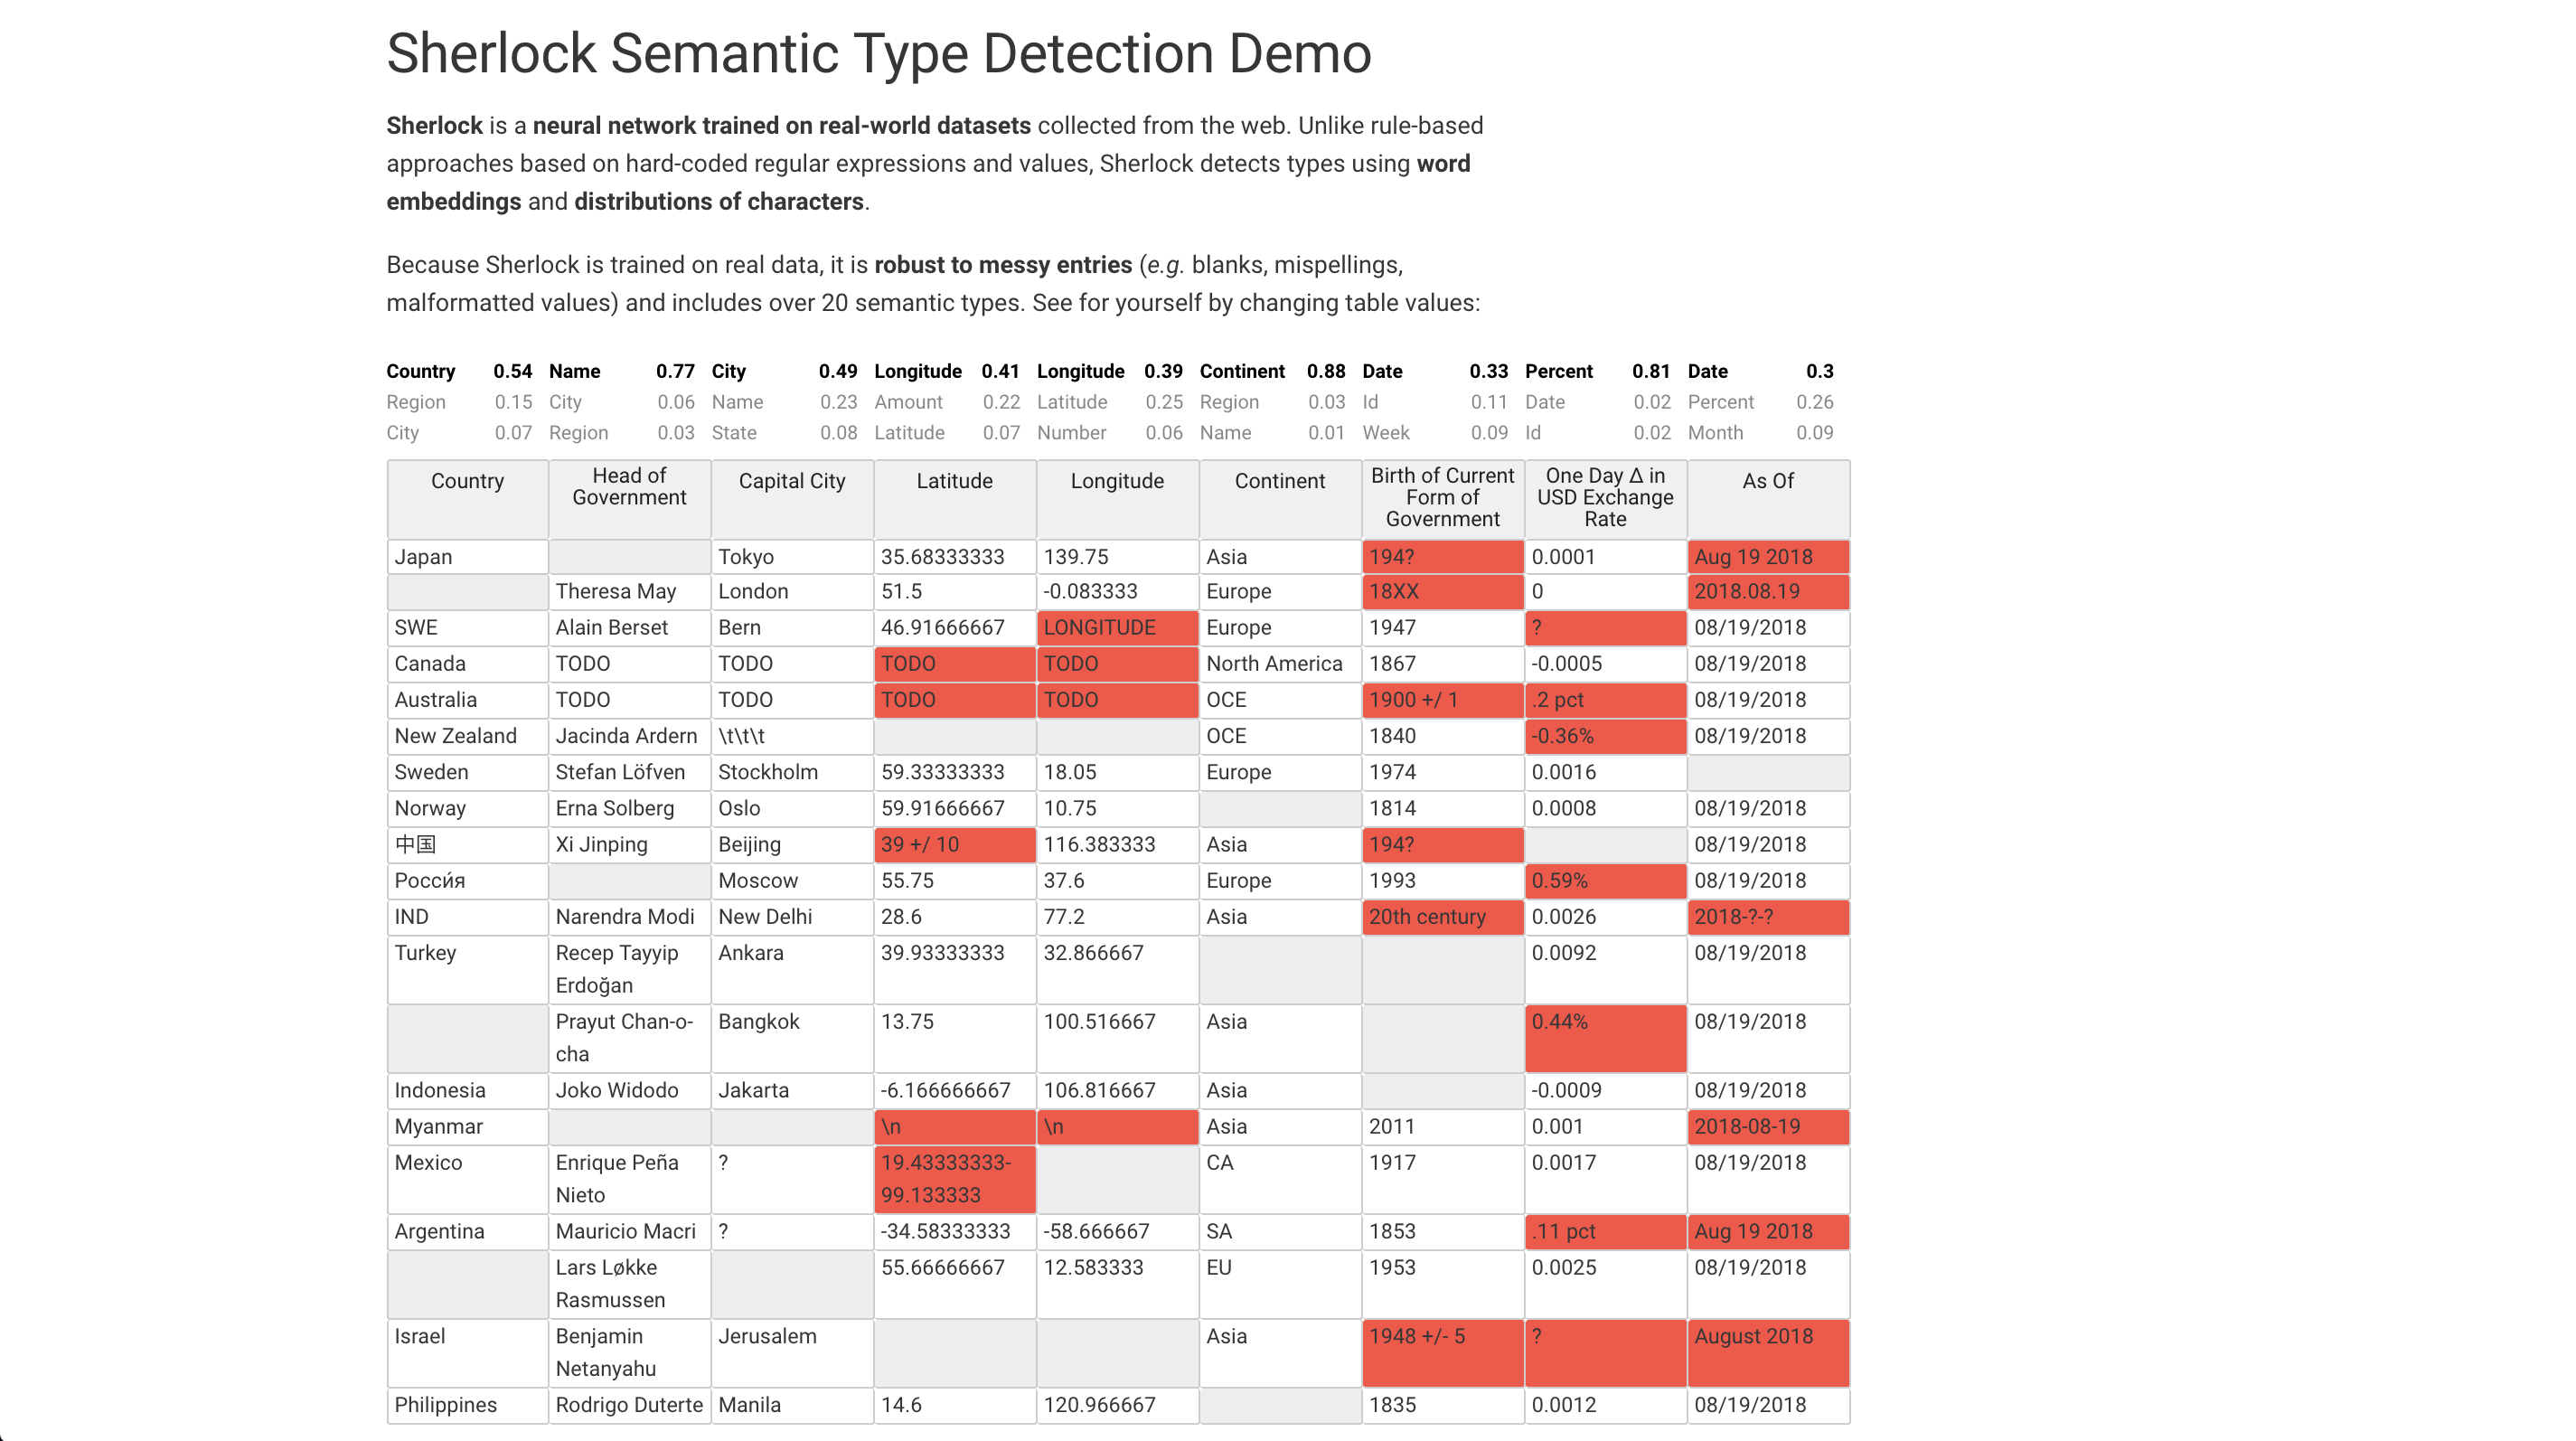 Sherlock Semantic Type Detection Demo
Sherlock is a neural network trained on real-world datasets collected from the web. Unlike rule-based
approaches based on hard-coded regular expressions and values, Sherlock detects types using word
embeddings and distributions of characters.
Because Sherlock is trained on real data, it is robust to messy entries (e.g. blanks, mispellings,
malformatted values) and includes over 20 semantic types. See for yourself by changing table values:
Country 0.54 Name 0.77 City 0.49 Longitude 0.41 Longitude 0.39 Continent 0.88 Date 0.33 Percent 0.81 Date 0.3
Region 0.15 City 0.06 Name 0.23 Amount 0.22 Latitude 0.25 Region 0.03 Id 0.11 Date 0.02 Percent 0.26
City 0.07 Region 0.03 State 0.08 Latitude 0.07 Number 0.06 Name 0.01 Week 0.09 Id 0.02 Month 0.09
Country Head of Government Capital City Latitude Longitude Continent Birth of Current Form of Government One Day Δ in USD Exchange Rate As Of
Japan Tokyo 35.68333333 139.75 Asia 194? 0.0001 Aug 19 2018
Theresa May London 51.5 -0.083333 Europe 18XX 0 2018.08.19
SWE Alain Berset Bern 46.91666667 LONGITUDE Europe 1947 ? 08/19/2018
Canada TODO TODO TODO TODO North America 1867 -0.0005 08/19/2018
Australia TODO TODO TODO TODO OCE 1900 +/ 1 .2 pct 08/19/2018
New Zealand Jacinda Ardern \t\t\t OCE 1840 -0.36% 08/19/2018
Sweden Stefan Löfven Stockholm 59.33333333 18.05 Europe 1974 0.0016
Norway Erna Solberg Oslo 59.91666667 10.75 1814 0.0008 08/19/2018
中国 Xi Jinping Beijing 39 +/ 10 116.383333 Asia 194? 08/19/2018
Росси́я Moscow 55.75 37.6 Europe 1993 0.59% 08/19/2018
IND Narendra Modi New Delhi 28.6 77.2 Asia 20th century 0.0026 2018-?-?
Turkey Recep Tayyip Erdoğan Ankara 39.93333333 32.866667 0.0092 08/19/2018
Prayut Chan-o-cha Bangkok 13.75 100.516667 Asia 0.44% 08/19/2018
Indonesia Joko Widodo Jakarta -6.166666667 106.816667 Asia -0.0009 08/19/2018
Myanmar \n \n Asia 2011 0.001 2018-08-19
Mexico Enrique Peña Nieto ? 19.43333333-99.133333 CA 1917 0.0017 08/19/2018
Argentina Mauricio Macri ? -34.58333333 -58.666667 SA 1853 .11 pct Aug 19 2018
Lars Løkke Rasmussen 55.66666667 12.583333 EU 1953 0.0025 08/19/2018
Israel Benjamin Netanyahu Jerusalem Asia 1948 +/- 5 ? August 2018
Philippines Rodrigo Duterte Manila 14.6 120.966667 1835 0.0012 08/19/2018